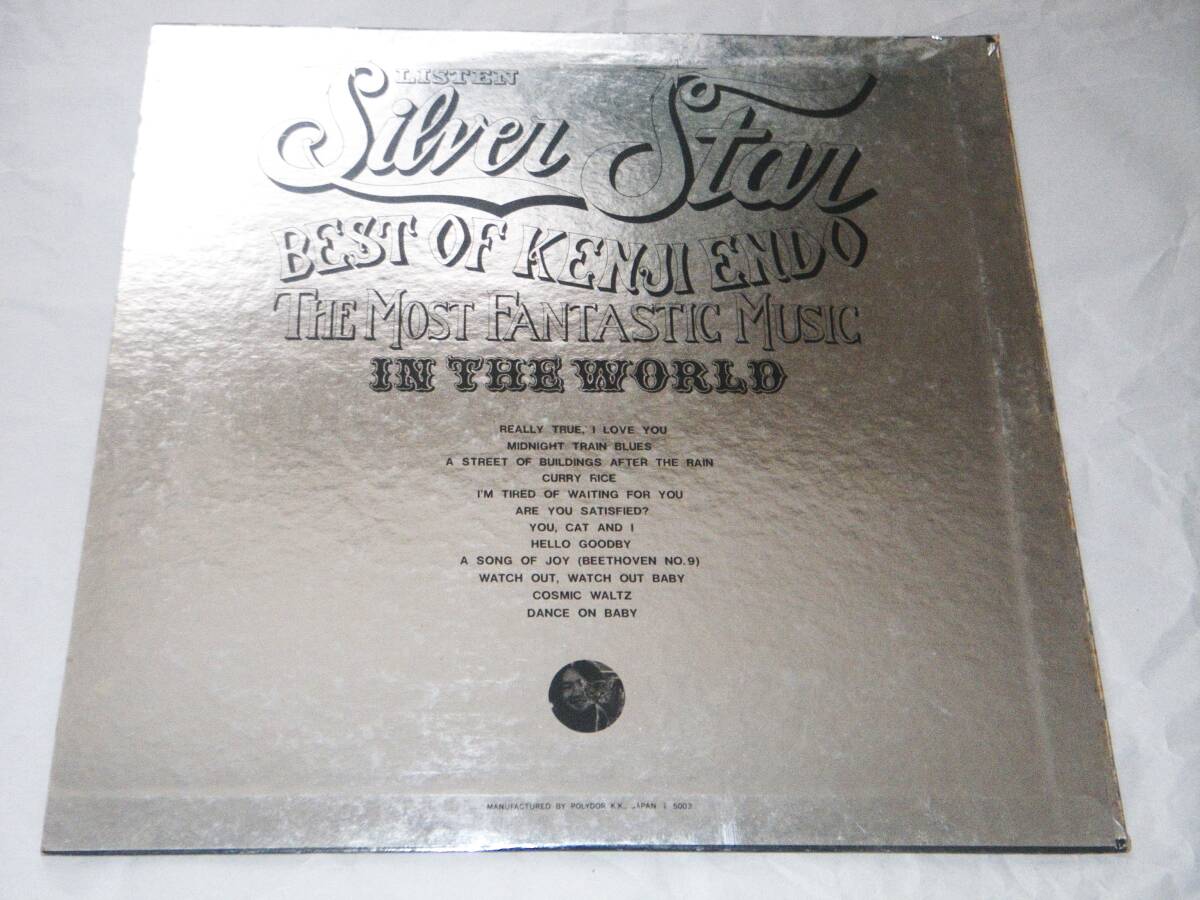 LISTEN
Silver Star
BEST OF KENJI ENDO
THE MOST FANTASTIC MUSIC
IN THE WORLD
REALLY TRUE, I LOVE YOU
MIDNIGHT TRAIN BLUES
A STREET OF BUILDINGS AFTER THE RAIN
CURRY RICE
I'M TIRED OF WAITING FOR YOU
ARE YOU SATISFIED?
YOU, CAT AND I
HELLO GOODBY
A SONG OF JOY (BEETHOVEN NO.9)
WATCH OUT, WATCH OUT BABY
COSMIC WALTZ
DANCE ON BABY
MANUFACTURED BY POLYDOR K.K., JAPAN 5003